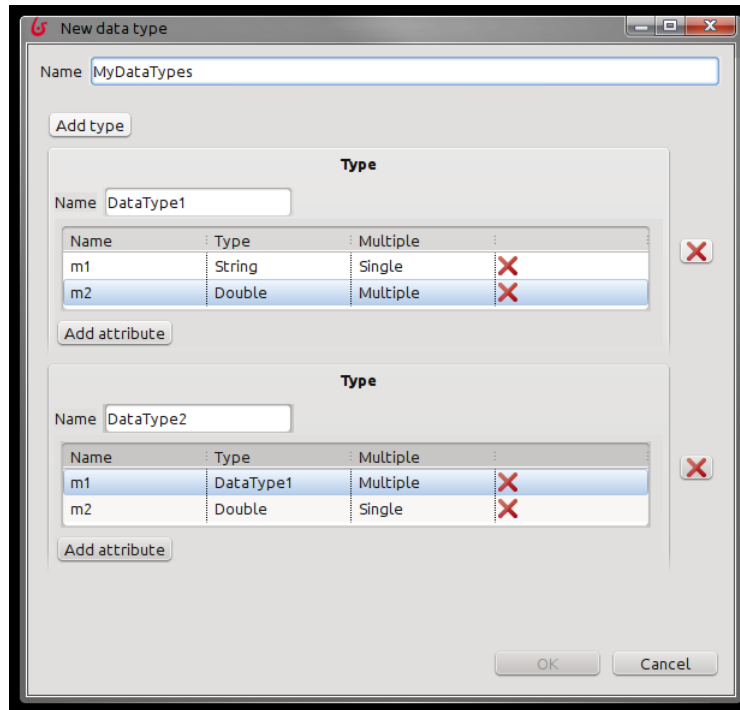 New data type
Name MyDataTypes
Add type
Type
Name DataType1
Name Type Multiple
m1 String Single
m2 Double Multiple
Add attribute
Type
Name DataType2
Name Type Multiple
m1 DataType1 Multiple
m2 Double Single
Add attribute
OK Cancel